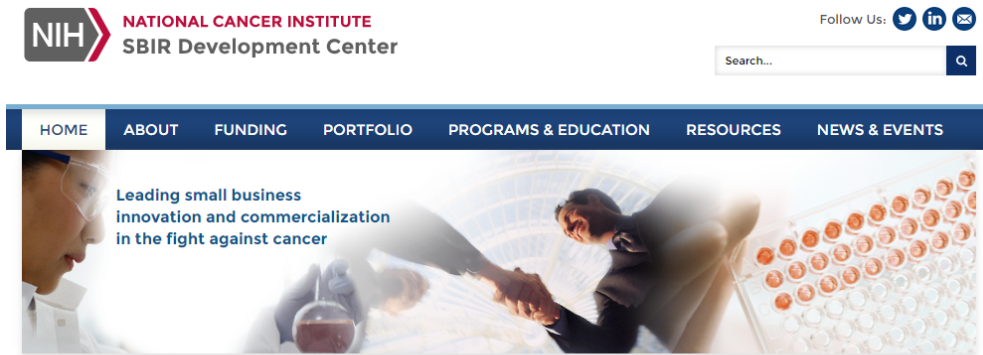 NIH
NATIONAL CANCER INSTITUTE
SBIR Development Center
Follow Us:
Search...
HOME ABOUT FUNDING PORTFOLIO PROGRAMS & EDUCATION RESOURCES NEWS & EVENTS
Leading small business
innovation and commercialization
in the fight against cancer